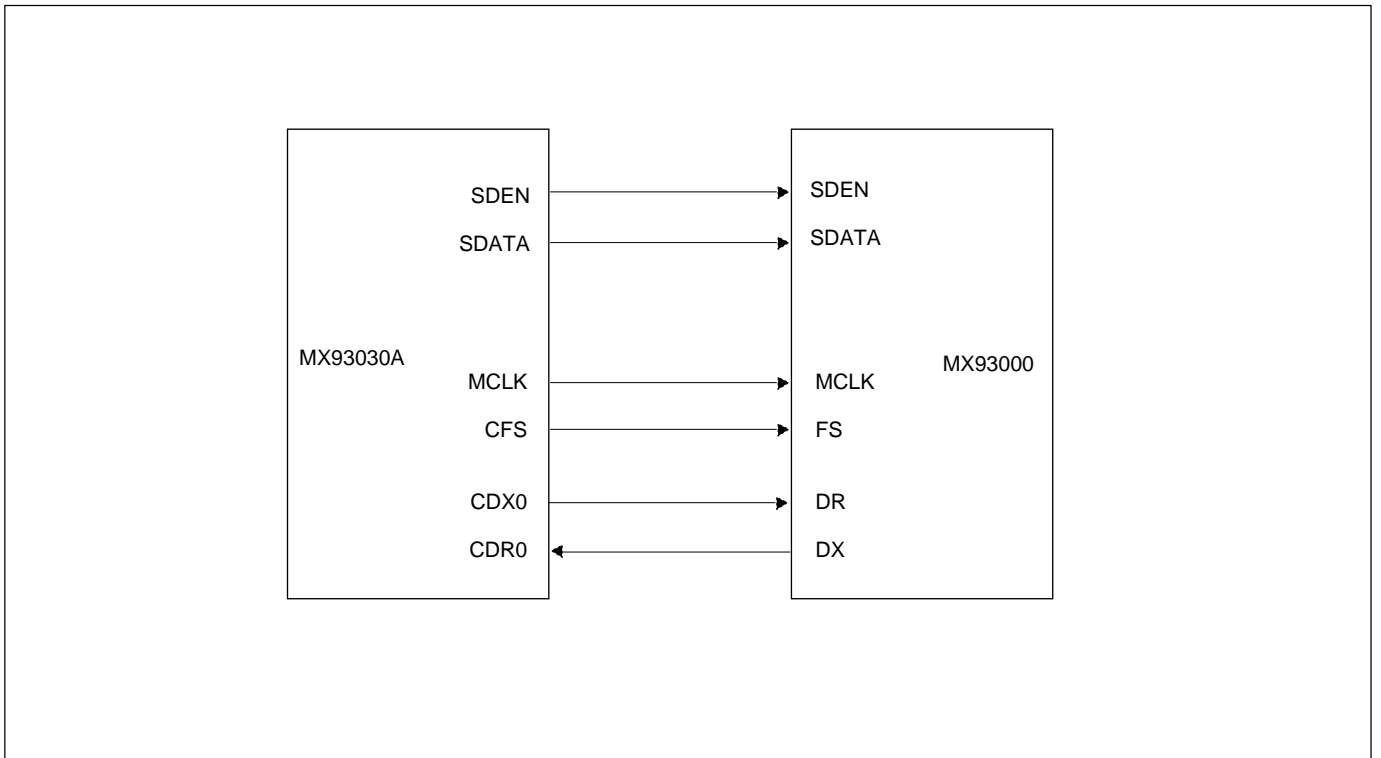 SDEN
SDATA
MX93030A
MCLK
CFS
CDX0
CDR0
SDEN
SDATA
MX93000
MCLK
FS
DR
DX